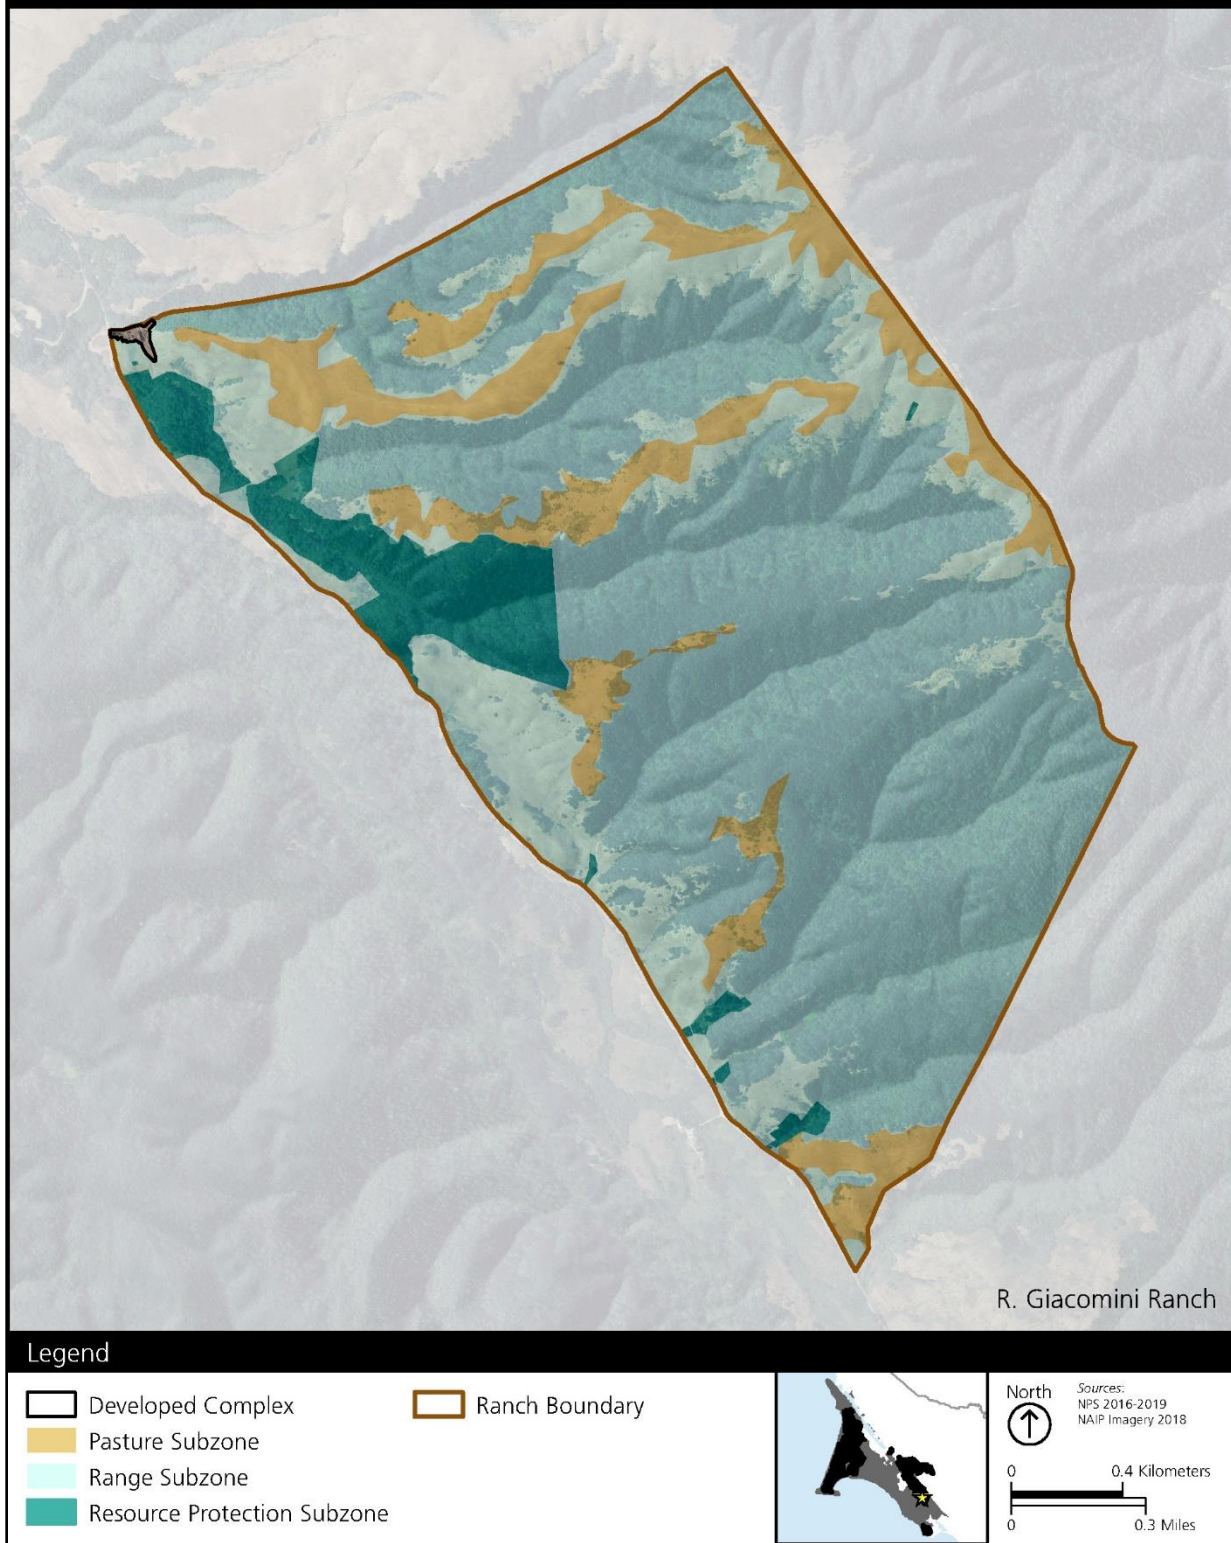 R. Giacomini Ranch
Legend
Developed Complex
Pasture Subzone
Range Subzone
Resource Protection Subzone
Ranch Boundary
North
Sources:
NPS 2016-2019
NAIP Imagery 2018
0 0.4 Kilometers
0 0.3 Miles